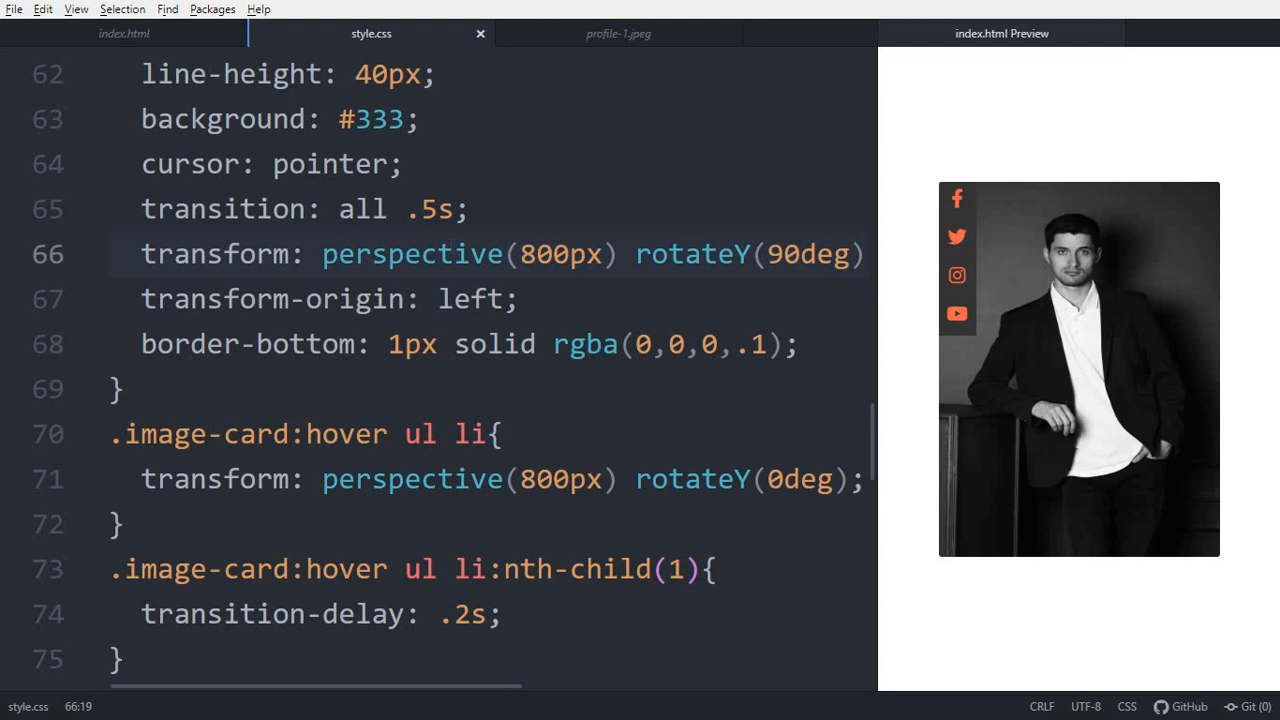 File Edit View Selection Find Packages Help
index.html style.css × profile-1.jpeg index.html Preview
62 line-height: 40px;
63 background: #333;
64 cursor: pointer;
65 transition: all .5s;
66 transform: perspective(800px) rotateY(90deg)
67 transform-origin: left;
68 border-bottom: 1px solid rgba(0,0,0,.1);
69 }
70 .image-card:hover ul li{
71 transform: perspective(800px) rotateY(0deg);
72 }
73 .image-card:hover ul li:nth-child(1){
74 transition-delay: .2s;
75 }
style.css 66:19 CRLF UTF-8 CSS GitHub Git (0)